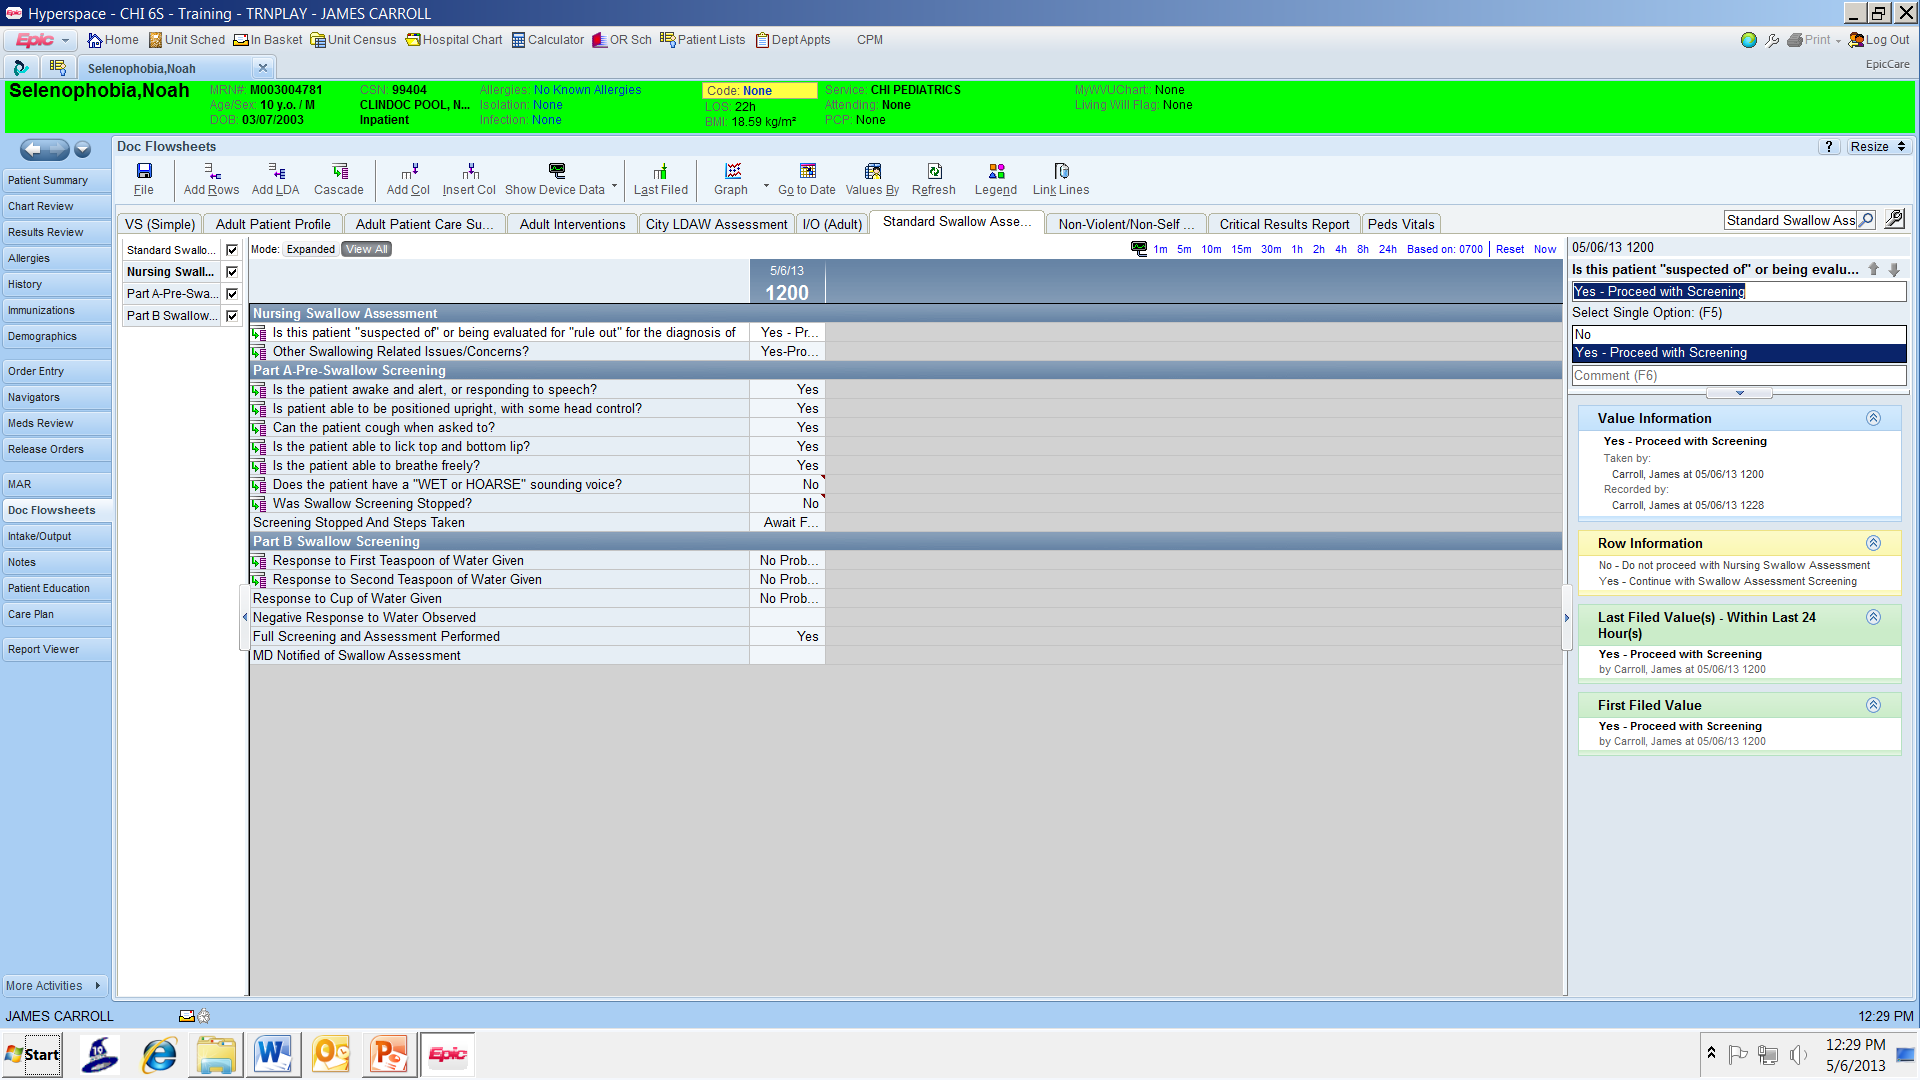 Hyperspace - CHI 6S - Training - TRNPLAY - JAMES CARROLL
Epic Home Unit Sched In Basket Unit Census Hospital Chart Calculator OR Sch Patient Lists Dept Appts CPM Print Log Out
Selenophobia,Noah EpicCare
Selenophobia,Noah MRN#: M003004781 CSN: 99404 Allergies: No Known Allergies Code: None Service: CHI PEDIATRICS MyWVUChart: None
Age/Sex: 10 y.o. / M CLINDOC POOL, N... Isolation: None LOS: 22h Attending: None Living Will Flag: None
DOB: 03/07/2003 Inpatient Infection: None BMI: 18.59 kg/m² PCP: None
Doc Flowsheets ? Resize
File Add Rows Add LDA Cascade Add Col Insert Col Show Device Data Last Filed Graph Go to Date Values By Refresh Legend Link Lines
VS (Simple) Adult Patient Profile Adult Patient Care Su... Adult Interventions City LDAW Assessment I/O (Adult) Standard Swallow Asse... Non-Violent/Non-Self ... Critical Results Report Peds Vitals Standard Swallow Ass
Patient Summary
Chart Review
Results Review
Allergies
History
Immunizations
Demographics
Order Entry
Navigators
Meds Review
Release Orders
MAR
Doc Flowsheets
Intake/Output
Notes
Patient Education
Care Plan
Report Viewer
More Activities
Standard Swallo...
Nursing Swall...
Part A-Pre-Swa...
Part B Swallow...
Mode: Expanded View All 1m 5m 10m 15m 30m 1h 2h 4h 8h 24h Based on: 0700 Reset Now
5/6/13
1200
Nursing Swallow Assessment
Is this patient "suspected of" or being evaluated for "rule out" for the diagnosis of Yes - Pr...
Other Swallowing Related Issues/Concerns? Yes-Pro...
Part A-Pre-Swallow Screening
Is the patient awake and alert, or responding to speech? Yes
Is patient able to be positioned upright, with some head control? Yes
Can the patient cough when asked to? Yes
Is the patient able to lick top and bottom lip? Yes
Is the patient able to breathe freely? Yes
Does the patient have a "WET or HOARSE" sounding voice? No
Was Swallow Screening Stopped? No
Screening Stopped And Steps Taken Await F...
Part B Swallow Screening
Response to First Teaspoon of Water Given No Prob...
Response to Second Teaspoon of Water Given No Prob...
Response to Cup of Water Given No Prob...
Negative Response to Water Observed
Full Screening and Assessment Performed Yes
MD Notified of Swallow Assessment
05/06/13 1200
Is this patient "suspected of" or being evalu...
Yes - Proceed with Screening
Select Single Option: (F5)
No
Yes - Proceed with Screening
Comment (F6)
Value Information
Yes - Proceed with Screening
Taken by:
Carroll, James at 05/06/13 1200
Recorded by:
Carroll, James at 05/06/13 1228
Row Information
No - Do not proceed with Nursing Swallow Assessment
Yes - Continue with Swallow Assessment Screening
Last Filed Value(s) - Within Last 24
Hour(s)
Yes - Proceed with Screening
by Carroll, James at 05/06/13 1200
First Filed Value
Yes - Proceed with Screening
by Carroll, James at 05/06/13 1200
JAMES CARROLL 12:29 PM
Start Epic 12:29 PM
5/6/2013